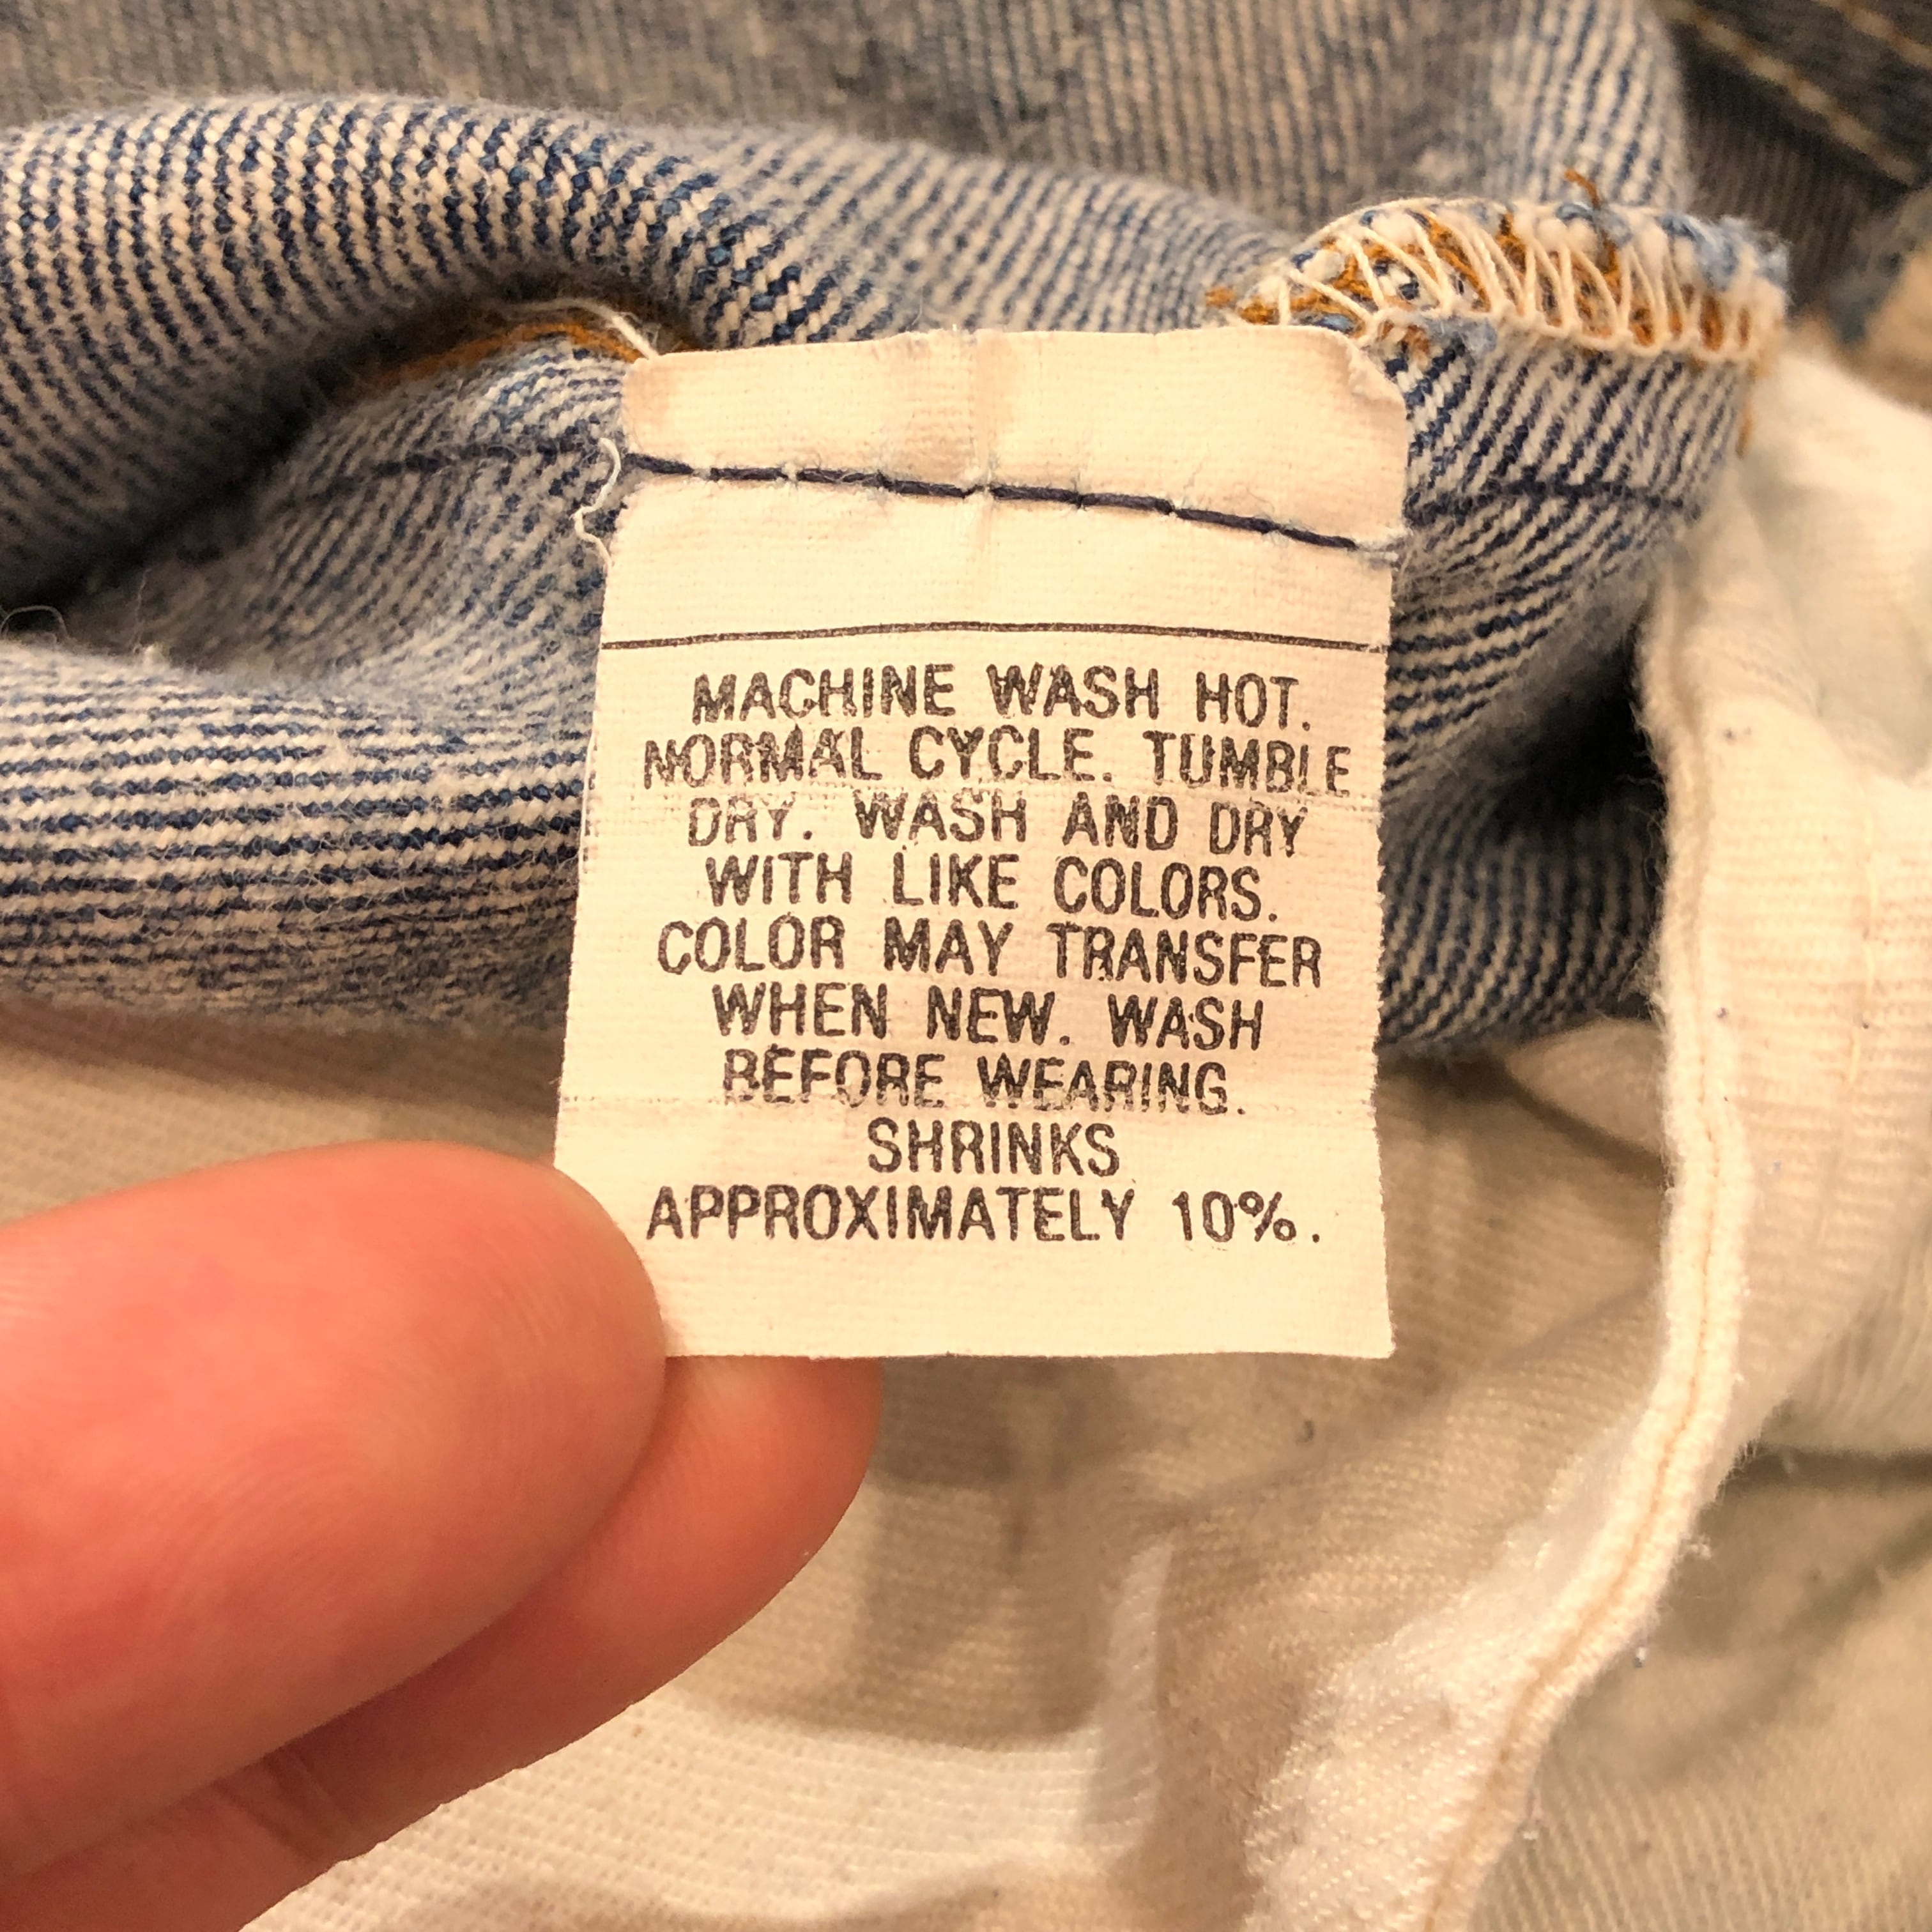 MACHINE WASH HOT.
NORMAL CYCLE. TUMBLE
DRY. WASH AND DRY
WITH LIKE COLORS.
COLOR MAY TRANSFER
WHEN NEW. WASH
BEFORE WEARING.
SHRINKS
APPROXIMATELY 10%.